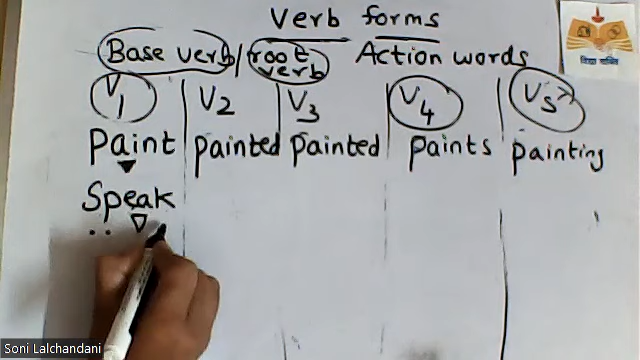 Verb forms
Base verb / root verb Action words
V1 V2 V3 V4 V5
Paint painted painted paints painting
Speak
Soni Lalchandani